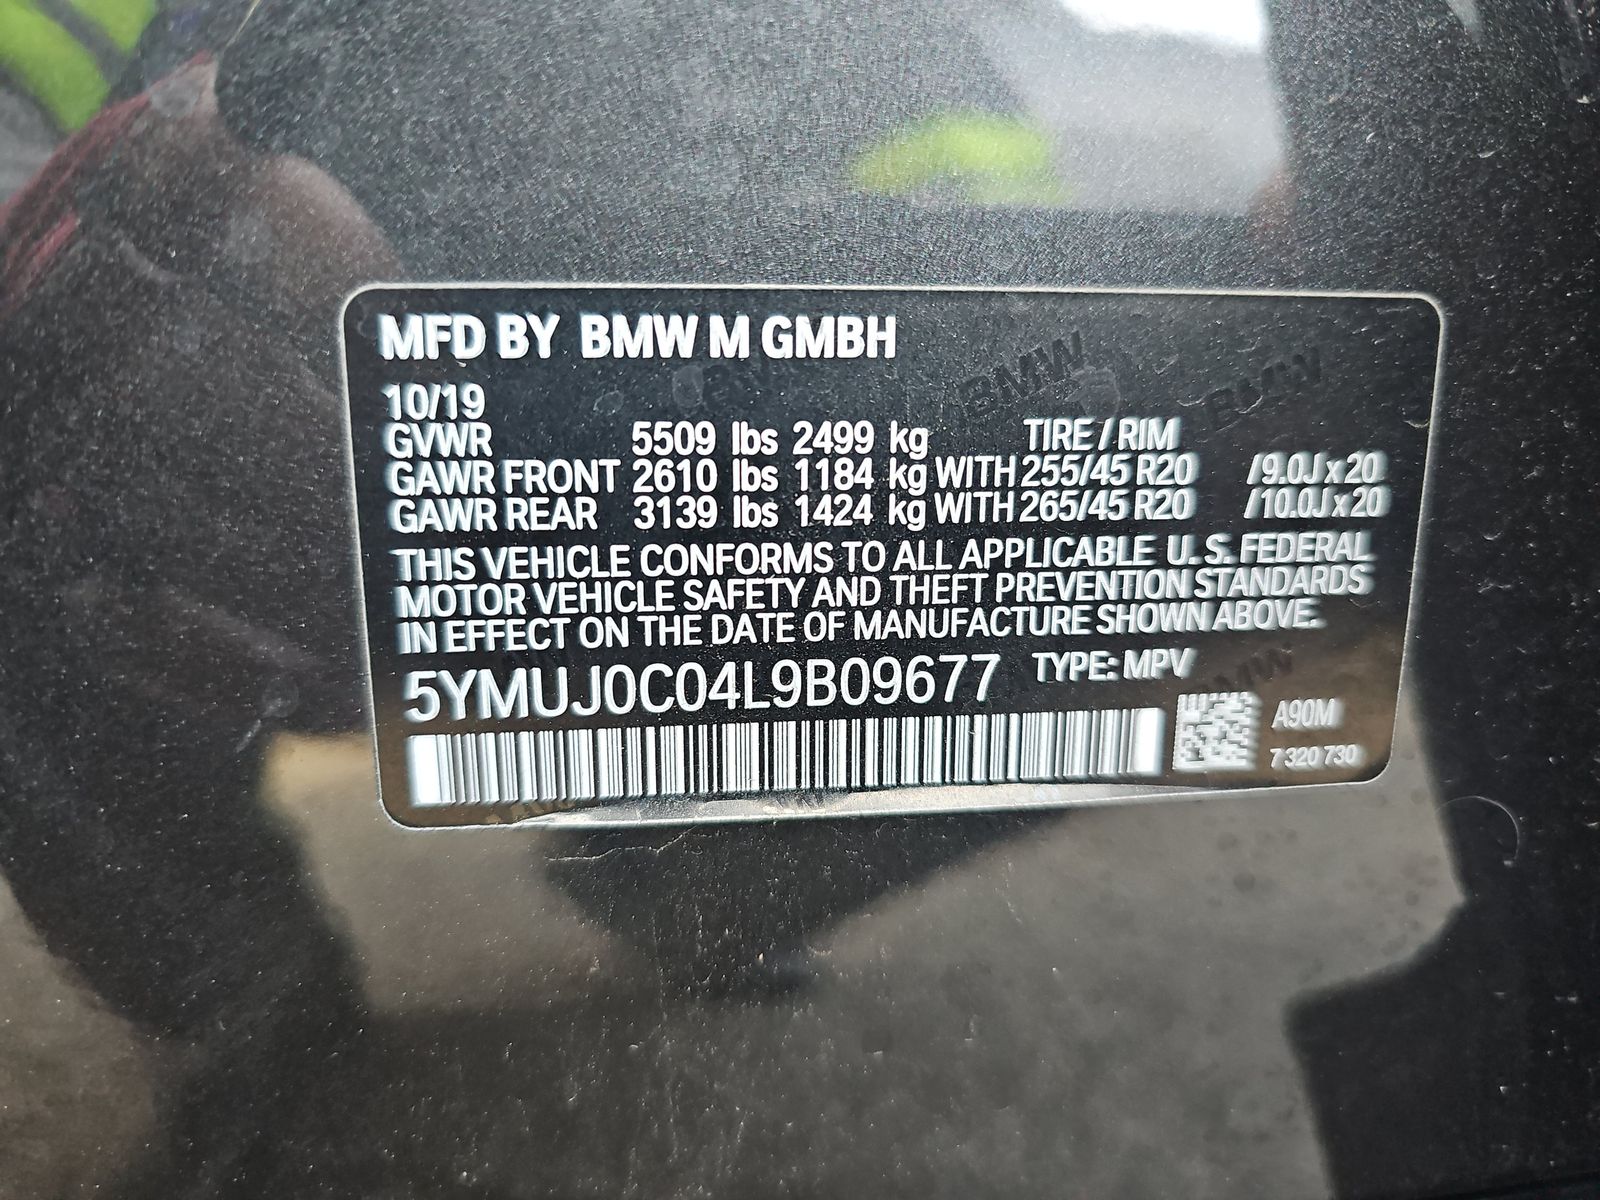 MFD BY BMW M GMBH
10/19
GVWR 5509 lbs 2499 kg TIRE / RIM
GAWR FRONT 2610 lbs 1184 kg WITH 255/45 R20 /9.0J x 20
GAWR REAR 3139 lbs 1424 kg WITH 265/45 R20 /10.0J x 20
THIS VEHICLE CONFORMS TO ALL APPLICABLE U. S. FEDERAL
MOTOR VEHICLE SAFETY AND THEFT PREVENTION STANDARDS
IN EFFECT ON THE DATE OF MANUFACTURE SHOWN ABOVE.
5YMUJ0C04L9B09677 TYPE: MPV
A90M
7 320 730
BMW
BMW
BMW